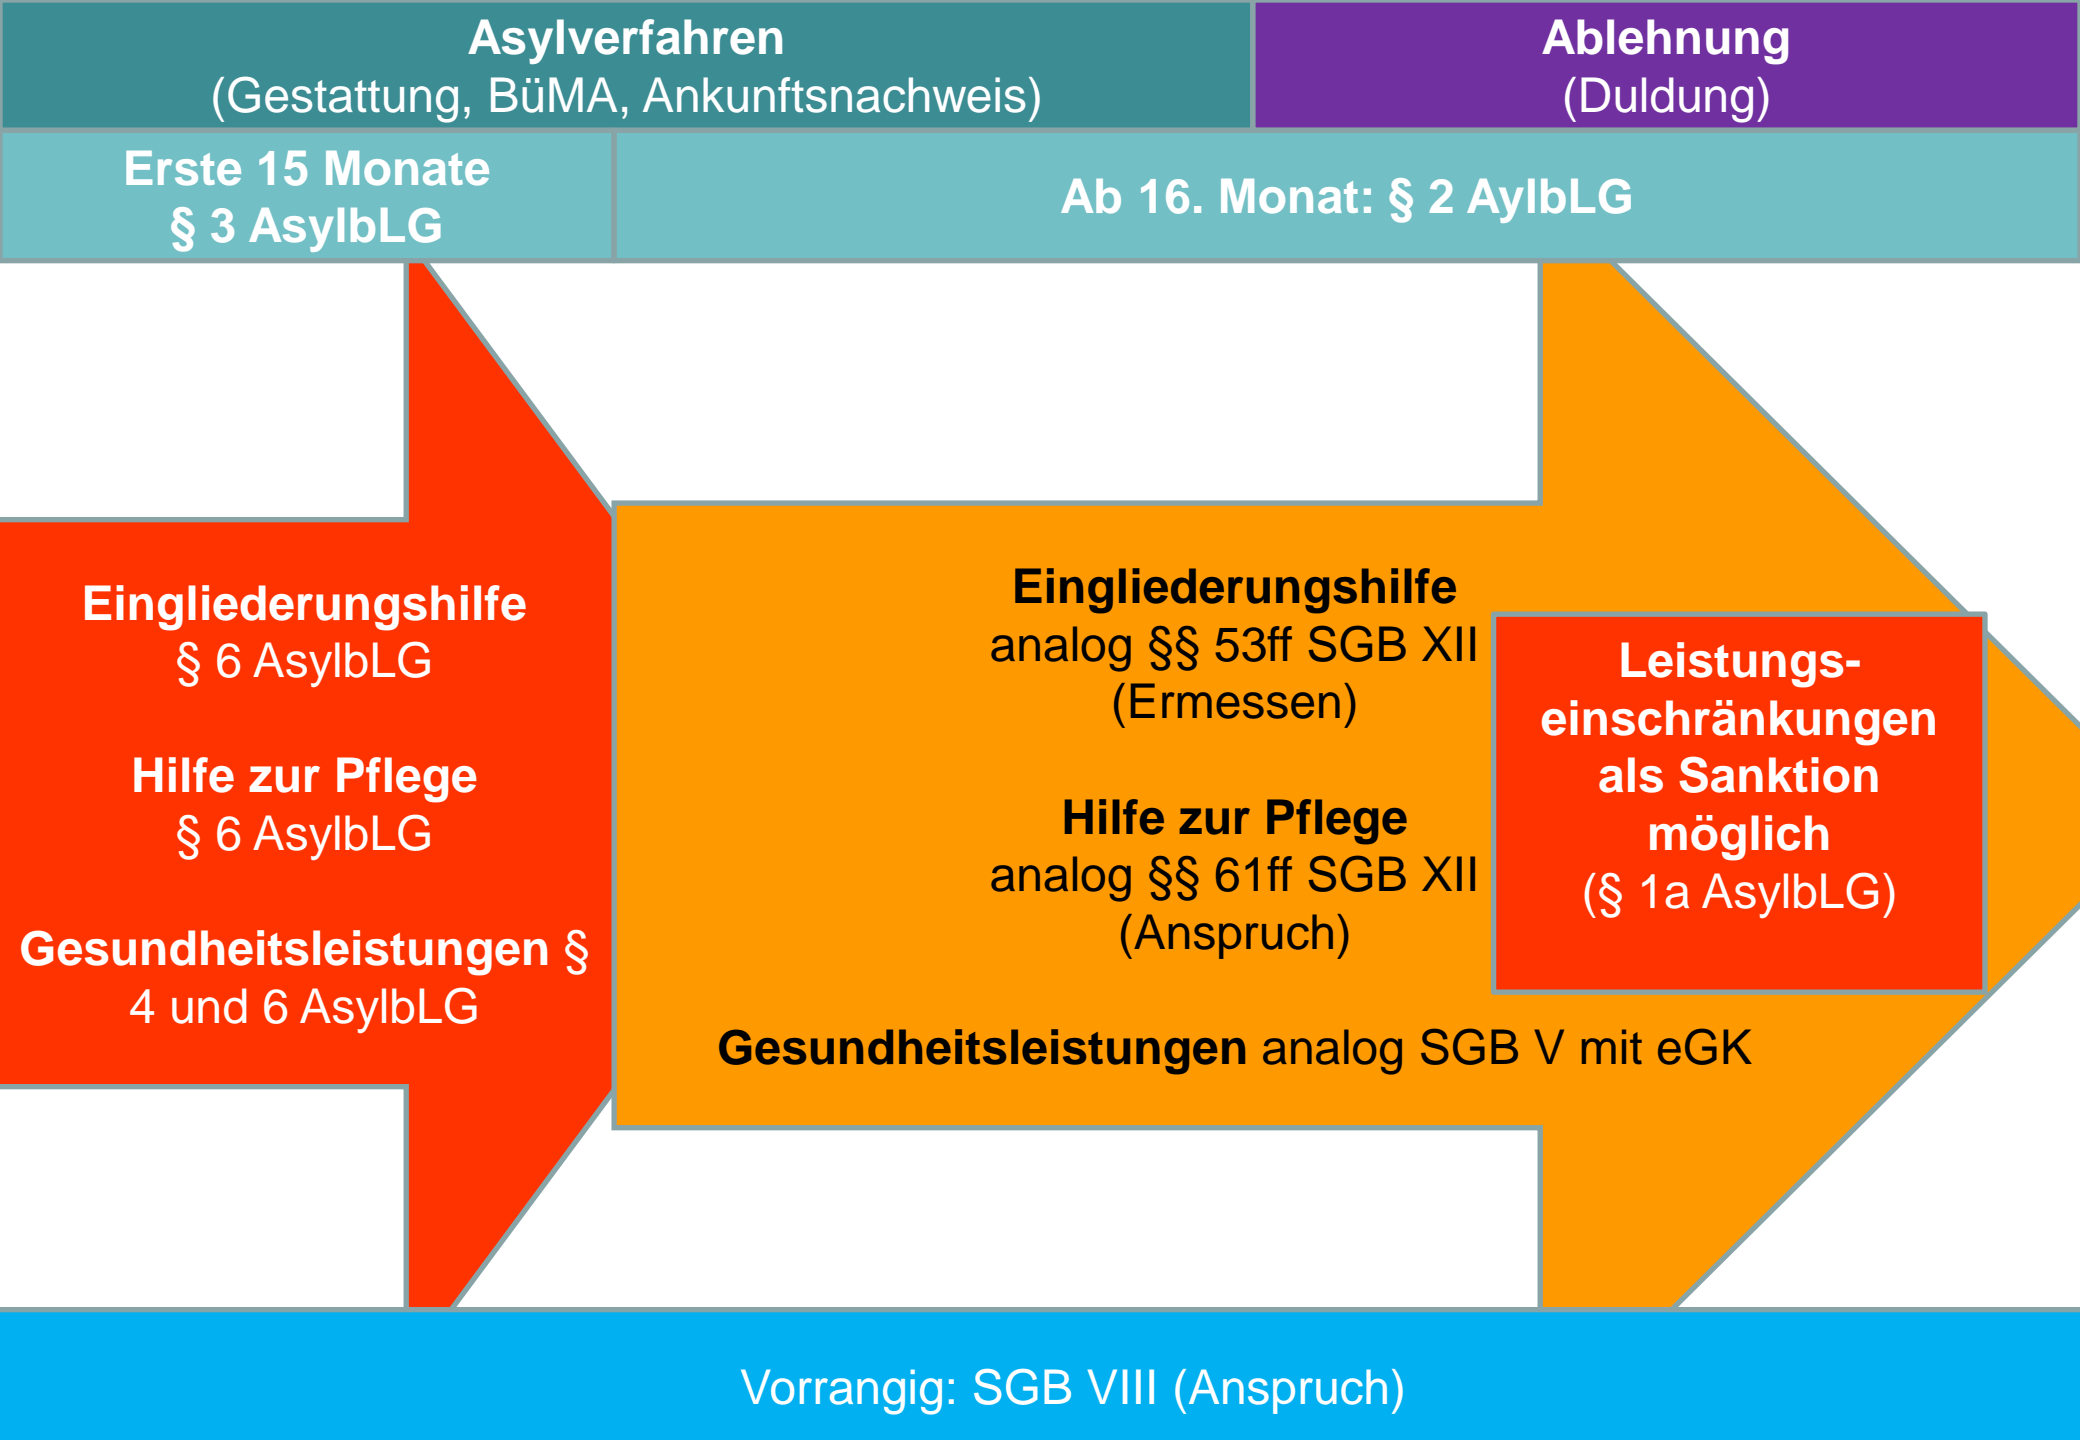 Asylverfahren
(Gestattung, BüMA, Ankunftsnachweis)
Ablehnung
(Duldung)
Erste 15 Monate
§ 3 AsylbLG
Ab 16. Monat: § 2 AylbLG
Eingliederungshilfe
§ 6 AsylbLG
Hilfe zur Pflege
§ 6 AsylbLG
Gesundheitsleistungen §
4 und 6 AsylbLG
Eingliederungshilfe
analog §§ 53ff SGB XII
(Ermessen)
Hilfe zur Pflege
analog §§ 61ff SGB XII
(Anspruch)
Gesundheitsleistungen analog SGB V mit eGK
Leistungs-
einschränkungen
als Sanktion
möglich
(§ 1a AsylbLG)
Vorrangig: SGB VIII (Anspruch)